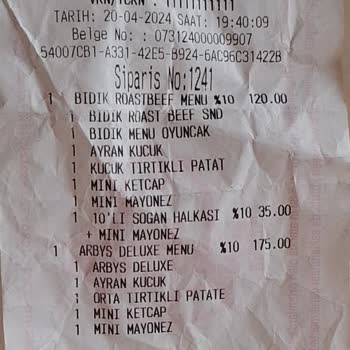 VKN/TCKN : 11111111111
TARIH: 20-04-2024 SAAT: 19:40:09
Belge No: : 073124000009907
54007CB1-A331-42E5-B924-6AC96C31422B
Siparis No:1241
1 BIDIK ROASTBEEF MENU %10 120.00
1 BIDIK ROAST BEEF SND
1 BIDIK MENU OYUNCAK
1 AYRAN KUCUK
1 KUCUK TIRTIKLI PATAT
1 MINI KETCAP
1 MINI MAYONEZ
1 10'LI SOGAN HALKASI %10 35.00
+ MINI MAYONEZ
1 ARBYS DELUXE MENU %10 175.00
1 ARBYS DELUXE
1 AYRAN KUCUK
1 ORTA TIRTIKLI PATATE
1 MINI KETCAP
1 MINI MAYONEZ